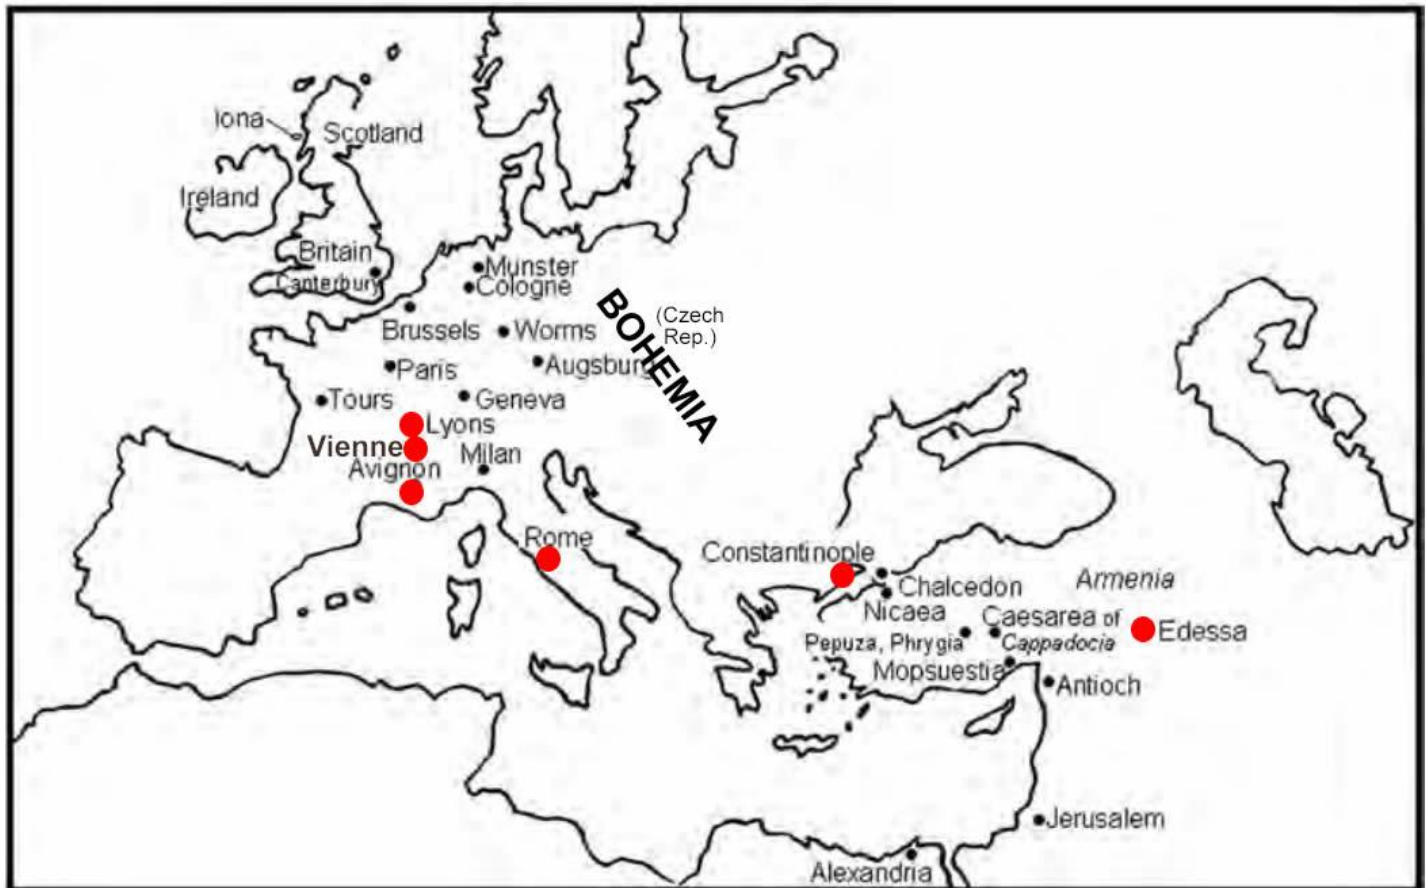 Iona
Scotland
Ireland
Britain
Canterbury
Munster
Cologne
Brussels
Worms
BOHEMIA
(Czech
Rep.)
Paris
Augsburg
Tours
Geneva
Lyons
Vienne
Avignon
Milan
Rome
Constantinople
Chalcedon
Nicaea
Armenia
Caesarea of
Cappadocia
Pepuza, Phrygia
Edessa
Mopsuestia
Antioch
Jerusalem
Alexandria